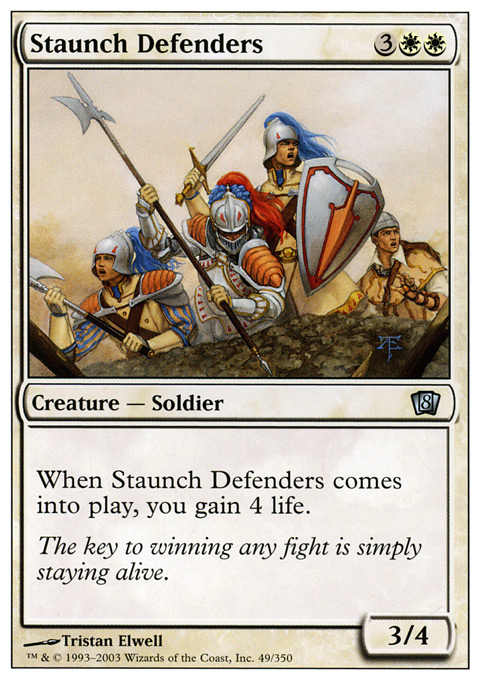 Staunch Defenders 3
Creature — Soldier 8
When Staunch Defenders comes
into play, you gain 4 life.
The key to winning any fight is simply
staying alive.
Tristan Elwell
3/4
™ & © 1993–2003 Wizards of the Coast, Inc. 49/350